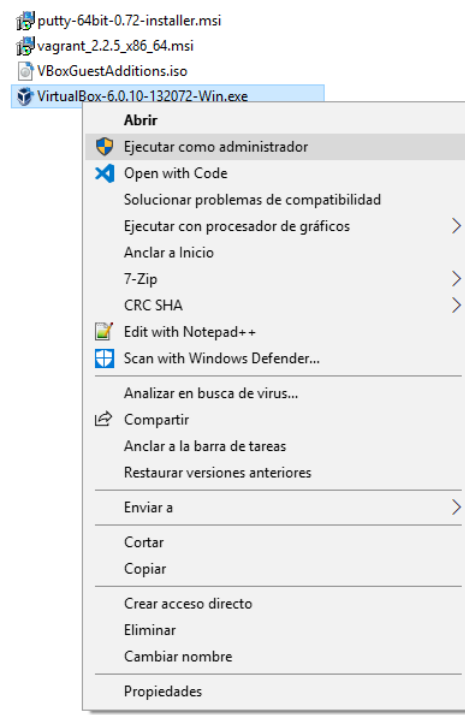 putty-64bit-0.72-installer.msi
vagrant_2.2.5_x86_64.msi
VBoxGuestAdditions.iso
VirtualBox-6.0.10-132072-Win.exe
Abrir
Ejecutar como administrador
Open with Code
Solucionar problemas de compatibilidad
Ejecutar con procesador de gráficos
Anclar a Inicio
7-Zip
CRC SHA
Edit with Notepad++
Scan with Windows Defender...
Analizar en busca de virus...
Compartir
Anclar a la barra de tareas
Restaurar versiones anteriores
Enviar a
Cortar
Copiar
Crear acceso directo
Eliminar
Cambiar nombre
Propiedades